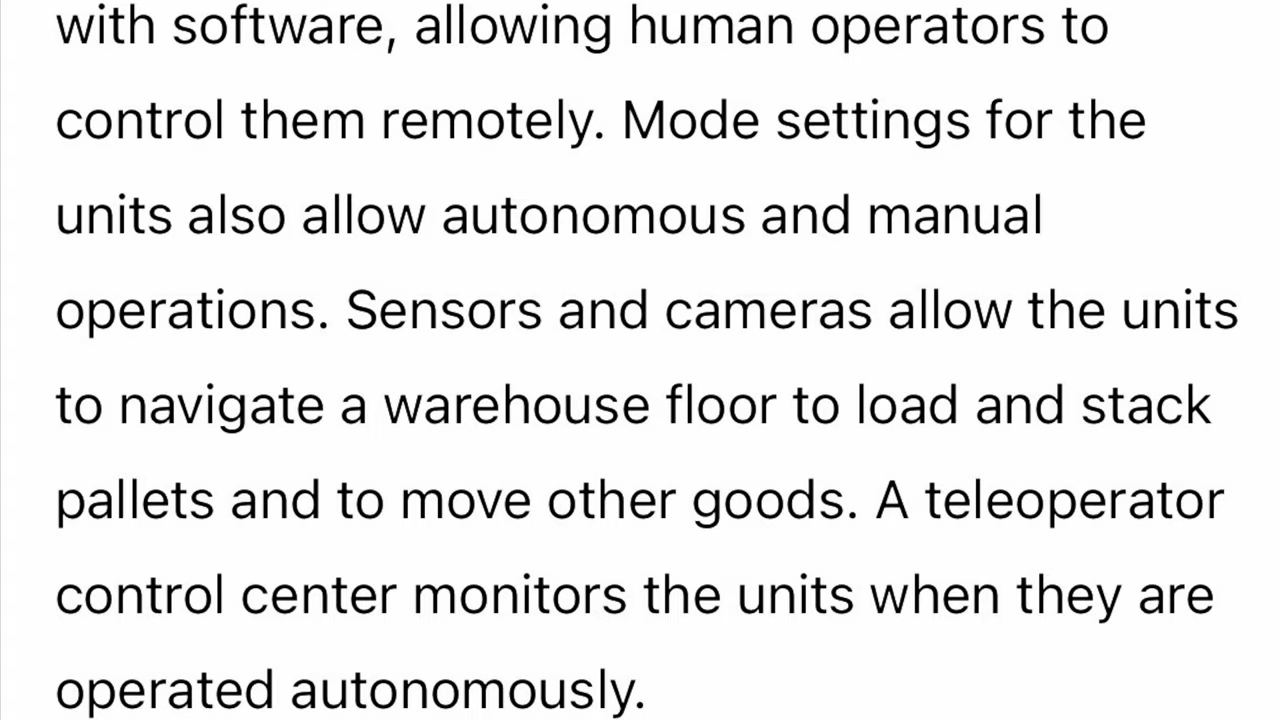 with software, allowing human operators to
control them remotely. Mode settings for the
units also allow autonomous and manual
operations. Sensors and cameras allow the units
to navigate a warehouse floor to load and stack
pallets and to move other goods. A teleoperator
control center monitors the units when they are
operated autonomously.